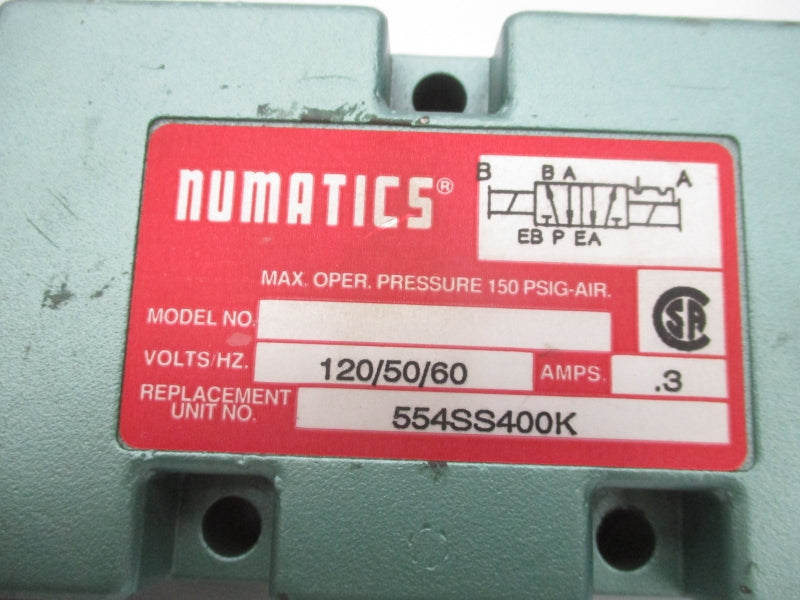 NUMATICS®
B B A A
EB P EA
MAX. OPER. PRESSURE 150 PSIG-AIR.
MODEL NO.
CSA
VOLTS/HZ. 120/50/60 AMPS. .3
REPLACEMENT
UNIT NO. 554SS400K